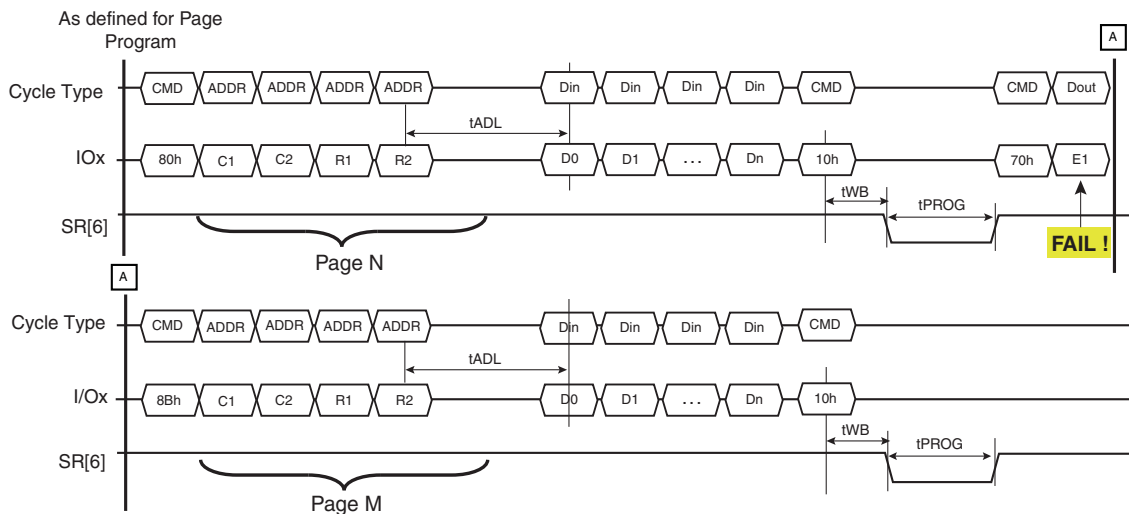 As defined for Page
Program
A
Cycle Type
CMD ADDR ADDR ADDR ADDR Din Din Din Din CMD CMD Dout
tADL
IOx
80h C1 C2 R1 R2 D0 D1 ... Dn 10h 70h E1
tWB tPROG
SR[6]
Page N
FAIL !
A
Cycle Type
CMD ADDR ADDR ADDR ADDR Din Din Din Din CMD
tADL
I/Ox
8Bh C1 C2 R1 R2 D0 D1 ... Dn 10h
tWB tPROG
SR[6]
Page M